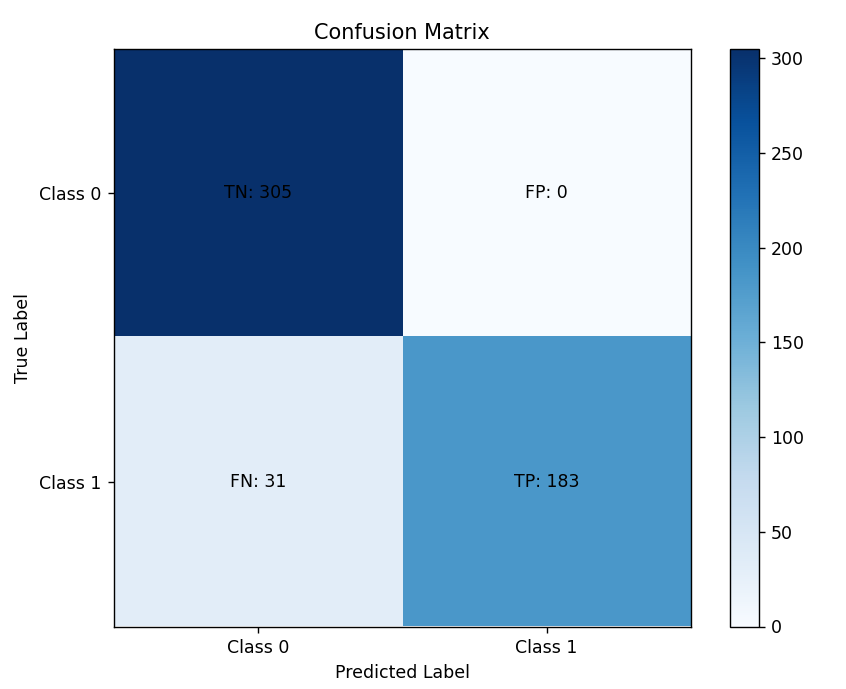 Confusion Matrix
Class 0
TN: 305
FP: 0
Class 1
FN: 31
TP: 183
True Label
Class 0
Class 1
Predicted Label
300
250
200
150
100
50
0